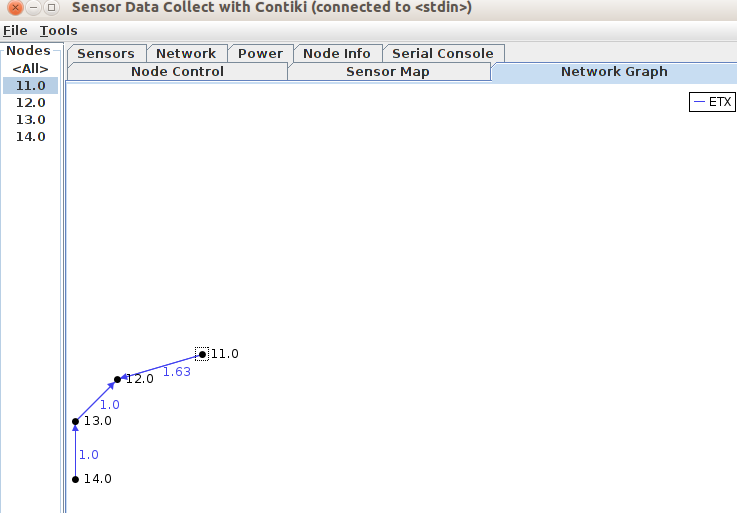 Sensor Data Collect with Contiki (connected to <stdin>)
File Tools
Nodes
<All>
11.0
12.0
13.0
14.0
Sensors Network Power Node Info Serial Console
Node Control Sensor Map Network Graph
ETX
11.0
1.63
12.0
1.0
13.0
1.0
14.0